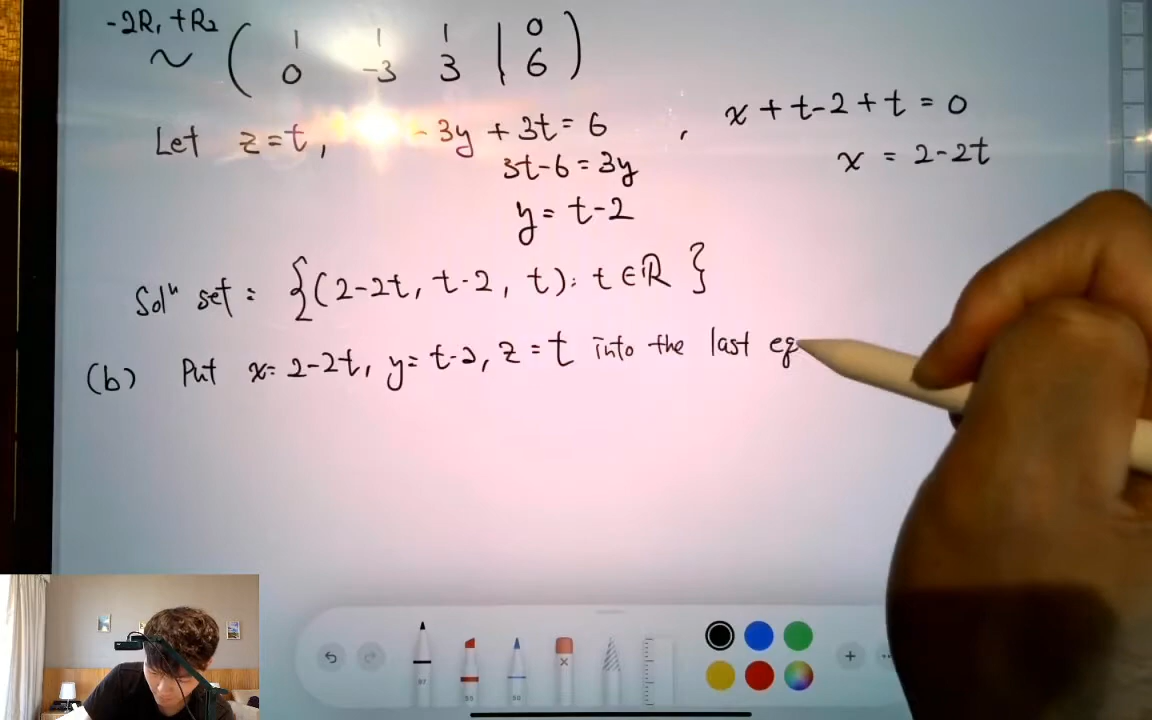 -2R₁+R₂
~ ( 1 1 1 | 0
0 -3 3 | 6 )
Let z=t, -3y+3t=6, x+t-2+t=0
3t-6=3y x=2-2t
y=t-2
Solⁿ set = {(2-2t, t-2, t): t∈ℝ}
(b) Put x=2-2t, y=t-2, z=t into the last eq